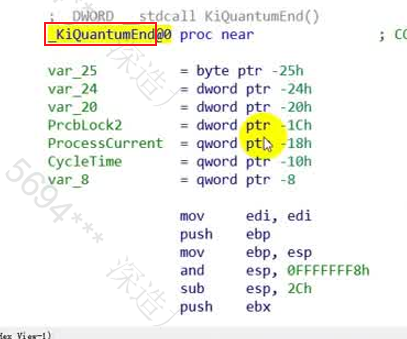 ; DWORD __stdcall KiQuantumEnd()
_KiQuantumEnd@0 proc near ; CO
var_25 = byte ptr -25h
var_24 = dword ptr -24h
var_20 = dword ptr -20h
PrcbLock2 = dword ptr -1Ch
ProcessCurrent = qword ptr -18h
CycleTime = qword ptr -10h
var_8 = qword ptr -8
mov edi, edi
push ebp
mov ebp, esp
and esp, 0FFFFFFF8h
sub esp, 2Ch
push ebx
5694*** 深造
深造
Hex View-1)